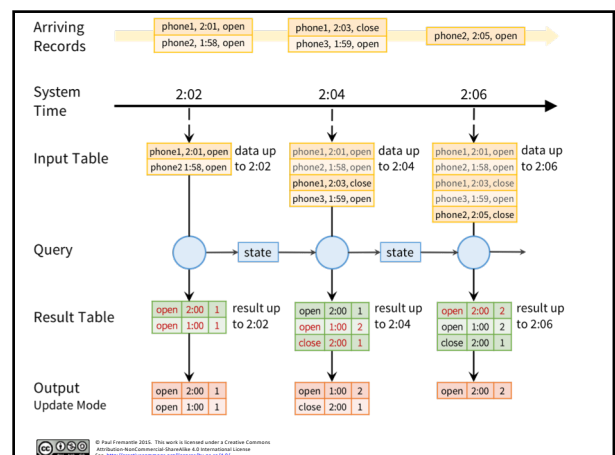 Arriving Records
phone1, 2:01, open
phone2, 1:58, open
phone1, 2:03, close
phone3, 1:59, open
phone2, 2:05, open
System Time
2:02
2:04
2:06
Input Table
phone1, 2:01, open
phone2 1:58, open
data up
to 2:02
phone1, 2:01, open
phone2, 1:58, open
phone1, 2:03, close
phone3, 1:59, open
data up
to 2:04
phone1, 2:01, open
phone2, 1:58, open
phone1, 2:03, close
phone3, 1:59, open
phone2, 2:05, close
data up
to 2:06
Query
state
state
Result Table
open 2:00 1
open 1:00 1
result up
to 2:02
open 2:00 1
open 1:00 2
close 2:00 1
result up
to 2:04
open 2:00 2
open 1:00 2
close 2:00 1
result up
to 2:06
Output
Update Mode
open 2:00 1
open 1:00 1
open 1:00 2
close 2:00 1
open 2:00 2
© Paul Fremantle 2015. This work is licensed under a Creative Commons
Attribution-NonCommercial-ShareAlike 4.0 International License